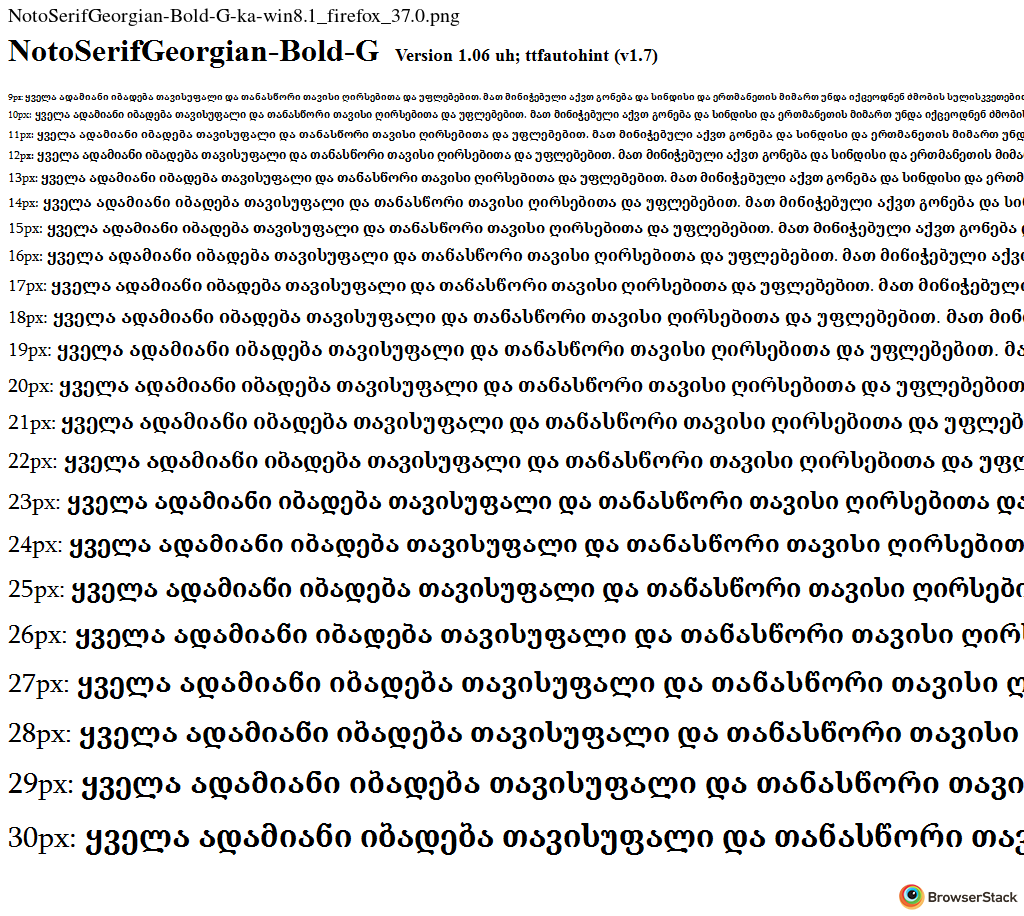 NotoSerifGeorgian-Bold-G-ka-win8.1_firefox_37.0.png
NotoSerifGeorgian-Bold-G Version 1.06 uh; ttfautohint (v1.7)
9px: ყველა ადამიანი იბადება თავისუფალი და თანასწორი თავისი ღირსებითა და უფლებებით. მათ მინიჭებული აქვთ გონება და სინდისი და ერთმანეთის მიმართ უნდა იქცეოდნენ ძმობის სულისკვეთებით
10px: ყველა ადამიანი იბადება თავისუფალი და თანასწორი თავისი ღირსებითა და უფლებებით. მათ მინიჭებული აქვთ გონება და სინდისი და ერთმანეთის მიმართ უნდა იქცეოდნენ ძმობი
11px: ყველა ადამიანი იბადება თავისუფალი და თანასწორი თავისი ღირსებითა და უფლებებით. მათ მინიჭებული აქვთ გონება და სინდისი და ერთმანეთის მიმართ უნდ
12px: ყველა ადამიანი იბადება თავისუფალი და თანასწორი თავისი ღირსებითა და უფლებებით. მათ მინიჭებული აქვთ გონება და სინდისი და ერთმანეთის მიმა
13px: ყველა ადამიანი იბადება თავისუფალი და თანასწორი თავისი ღირსებითა და უფლებებით. მათ მინიჭებული აქვთ გონება და სინდისი და ერთმ
14px: ყველა ადამიანი იბადება თავისუფალი და თანასწორი თავისი ღირსებითა და უფლებებით. მათ მინიჭებული აქვთ გონება და სი
15px: ყველა ადამიანი იბადება თავისუფალი და თანასწორი თავისი ღირსებითა და უფლებებით. მათ მინიჭებული აქვთ გონება
16px: ყველა ადამიანი იბადება თავისუფალი და თანასწორი თავისი ღირსებითა და უფლებებით. მათ მინიჭებული აქვ
17px: ყველა ადამიანი იბადება თავისუფალი და თანასწორი თავისი ღირსებითა და უფლებებით. მათ მინიჭებული
18px: ყველა ადამიანი იბადება თავისუფალი და თანასწორი თავისი ღირსებითა და უფლებებით. მათ მინ
19px: ყველა ადამიანი იბადება თავისუფალი და თანასწორი თავისი ღირსებითა და უფლებებით. მა
20px: ყველა ადამიანი იბადება თავისუფალი და თანასწორი თავისი ღირსებითა და უფლებებით
21px: ყველა ადამიანი იბადება თავისუფალი და თანასწორი თავისი ღირსებითა და უფლებ
22px: ყველა ადამიანი იბადება თავისუფალი და თანასწორი თავისი ღირსებითა და უფლ
23px: ყველა ადამიანი იბადება თავისუფალი და თანასწორი თავისი ღირსებითა და
24px: ყველა ადამიანი იბადება თავისუფალი და თანასწორი თავისი ღირსებით
25px: ყველა ადამიანი იბადება თავისუფალი და თანასწორი თავისი ღირსები
26px: ყველა ადამიანი იბადება თავისუფალი და თანასწორი თავისი ღირ
27px: ყველა ადამიანი იბადება თავისუფალი და თანასწორი თავისი ღ
28px: ყველა ადამიანი იბადება თავისუფალი და თანასწორი თავისი
29px: ყველა ადამიანი იბადება თავისუფალი და თანასწორი თავი
30px: ყველა ადამიანი იბადება თავისუფალი და თანასწორი თავ
BrowserStack